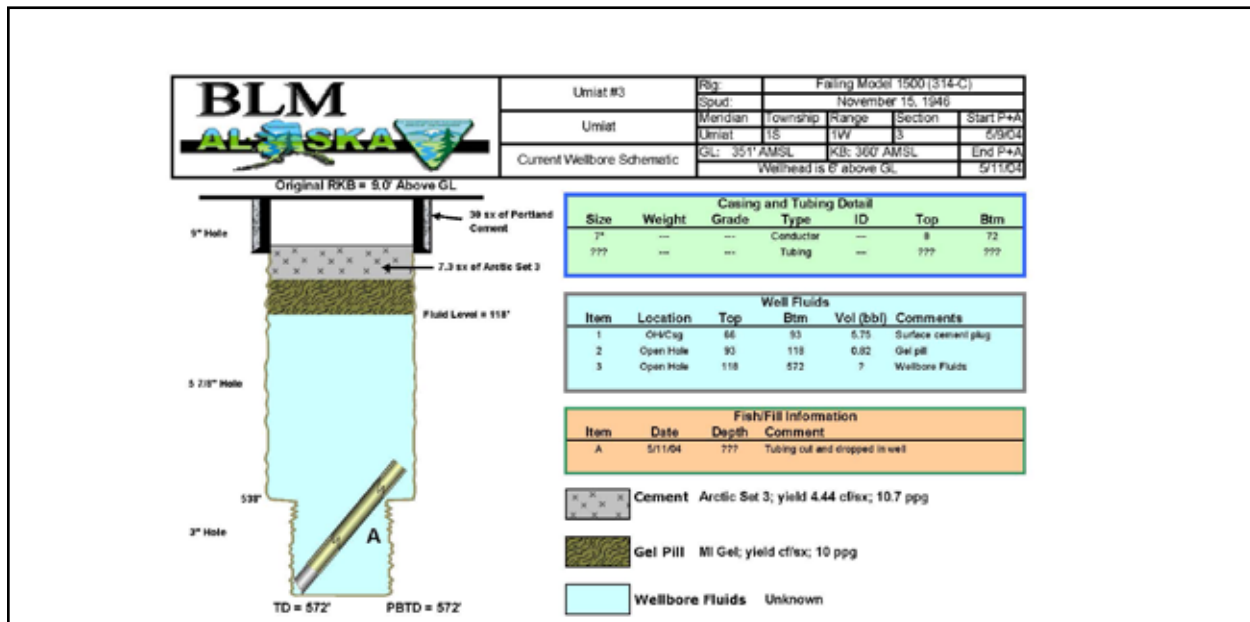 BLM
ALASKA
Umiat #3
Umiat
Current Wellbore Schematic
Rig: Failing Model 1500 (314-C)
Spud: November 15, 1946
Meridian Township Range Section Start P+A
Umiat 1S 1W 3 5/9/04
GL: 351' AMSL KB: 360' AMSL End P+A
Wellhead is 6' above GL 5/11/04
Original RKB = 9.0' Above GL
9" Hole
30 sx of Portland
Cement
7.3 sx of Arctic Set 3
Fluid Level = 118'
5 7/8" Hole
538'
3" Hole
A
TD = 572' PBTD = 572'
Casing and Tubing Detail
Size Weight Grade Type ID Top Btm
7" --- --- Conductor --- 8 72
??? --- --- Tubing --- ??? ???
Well Fluids
Item Location Top Btm Vol (bbl) Comments
1 OH/Csg 66 93 5.75 Surface cement plug
2 Open Hole 93 118 0.82 Gel pill
3 Open Hole 118 572 ? Wellbore Fluids
Fish/Fill Information
Item Date Depth Comment
A 5/11/04 ??? Tubing cut and dropped in well
Cement Arctic Set 3; yield 4.44 cf/sx; 10.7 ppg
Gel Pill MI Gel; yield cf/sx; 10 ppg
Wellbore Fluids Unknown